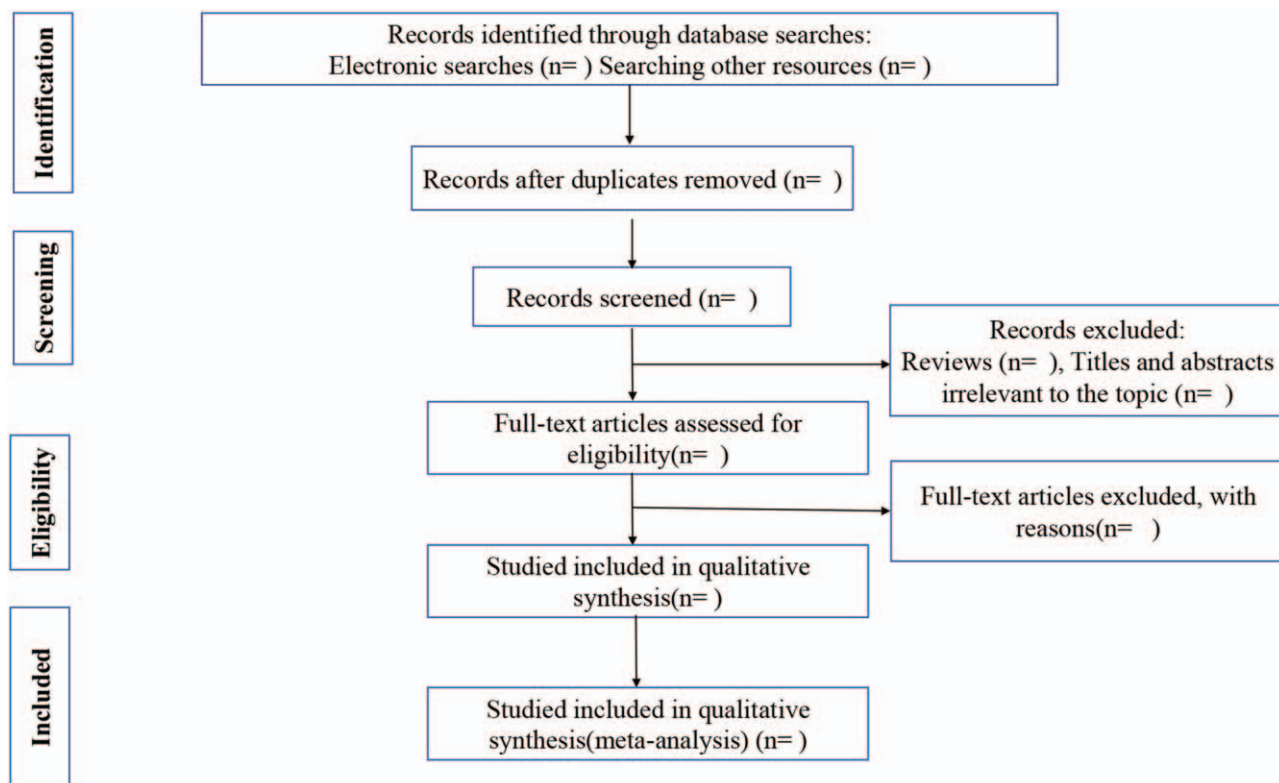 Identification
Records identified through database searches:
Electronic searches (n= ) Searching other resources (n= )
Records after duplicates removed (n=  )
Screening
Records screened (n=  )
Records excluded:
Reviews (n=  ), Titles and abstracts
irrelevant to the topic (n=  )
Full-text articles assessed for
eligibility(n=  )
Eligibility
Full-text articles excluded, with
reasons(n=   )
Studied included in qualitative
synthesis(n= )
Included
Studied included in qualitative
synthesis(meta-analysis) (n= )